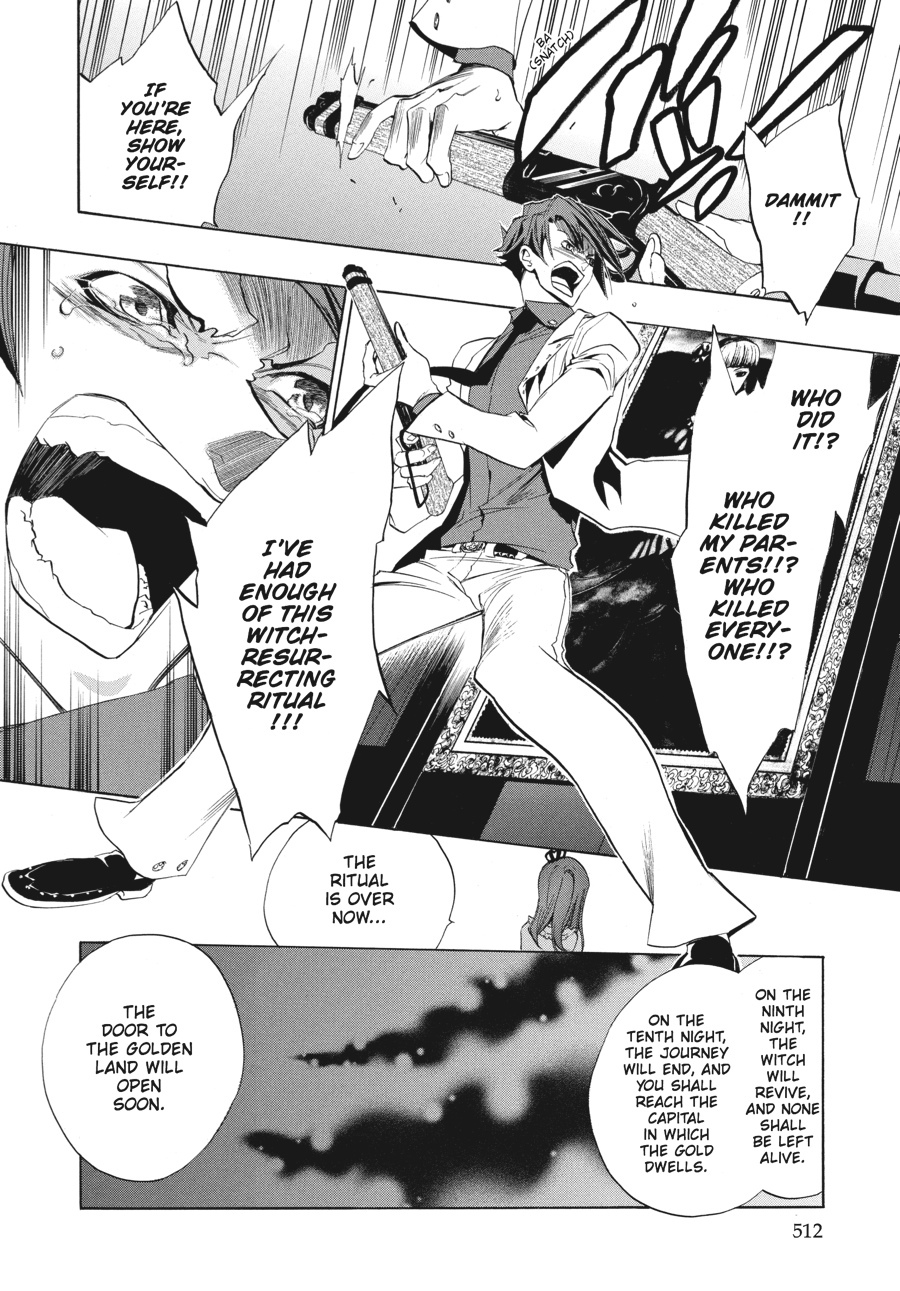 DAMMIT
!!
BA
(SNATCH)
IF
YOU'RE
HERE,
SHOW
YOUR-
SELF!!
WHO
DID
IT!?
WHO
KILLED
MY PAR-
ENTS!!?
WHO
KILLED
EVERY-
ONE!!?
I'VE
HAD
ENOUGH
OF THIS
WITCH-
RESUR-
RECTING
RITUAL
!!!
THE
RITUAL
IS OVER
NOW...
ON THE
NINTH
NIGHT,
THE
WITCH
WILL
REVIVE,
AND NONE
SHALL
BE LEFT
ALIVE.
ON THE
TENTH NIGHT,
THE JOURNEY
WILL END, AND
YOU SHALL
REACH THE
CAPITAL
IN WHICH
THE GOLD
DWELLS.
THE
DOOR TO
THE GOLDEN
LAND WILL
OPEN
SOON.
512